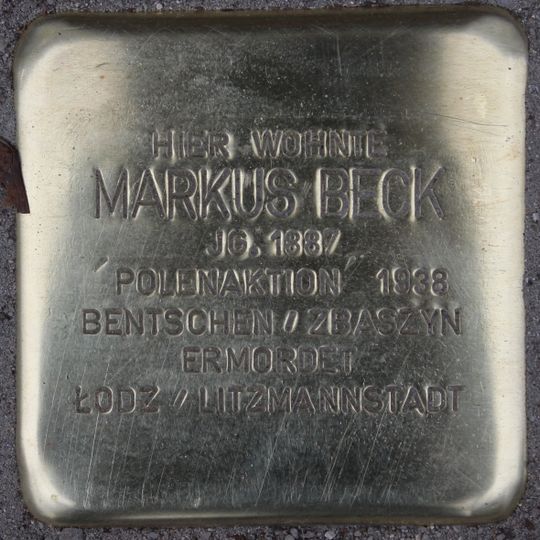 HIER WOHNTE
MARKUS BECK
JG. 1887
"POLENAKTION" 1938
BENTSCHEN / ZBASZYN
ERMORDET
ŁODZ / LITZMANNSTADT